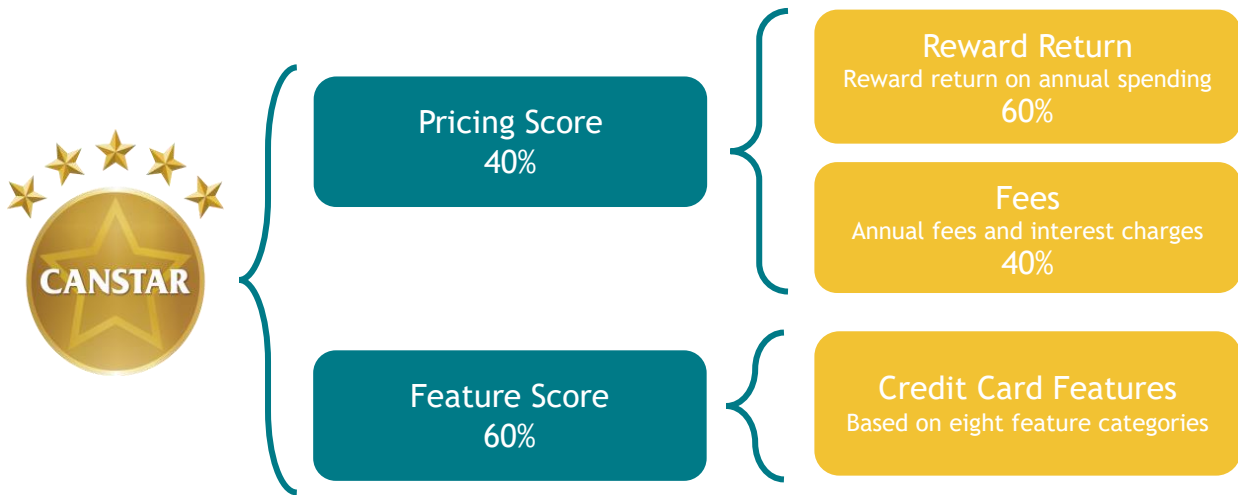 CANSTAR
Pricing Score
40%
Reward Return
Reward return on annual spending
60%
Fees
Annual fees and interest charges
40%
Feature Score
60%
Credit Card Features
Based on eight feature categories